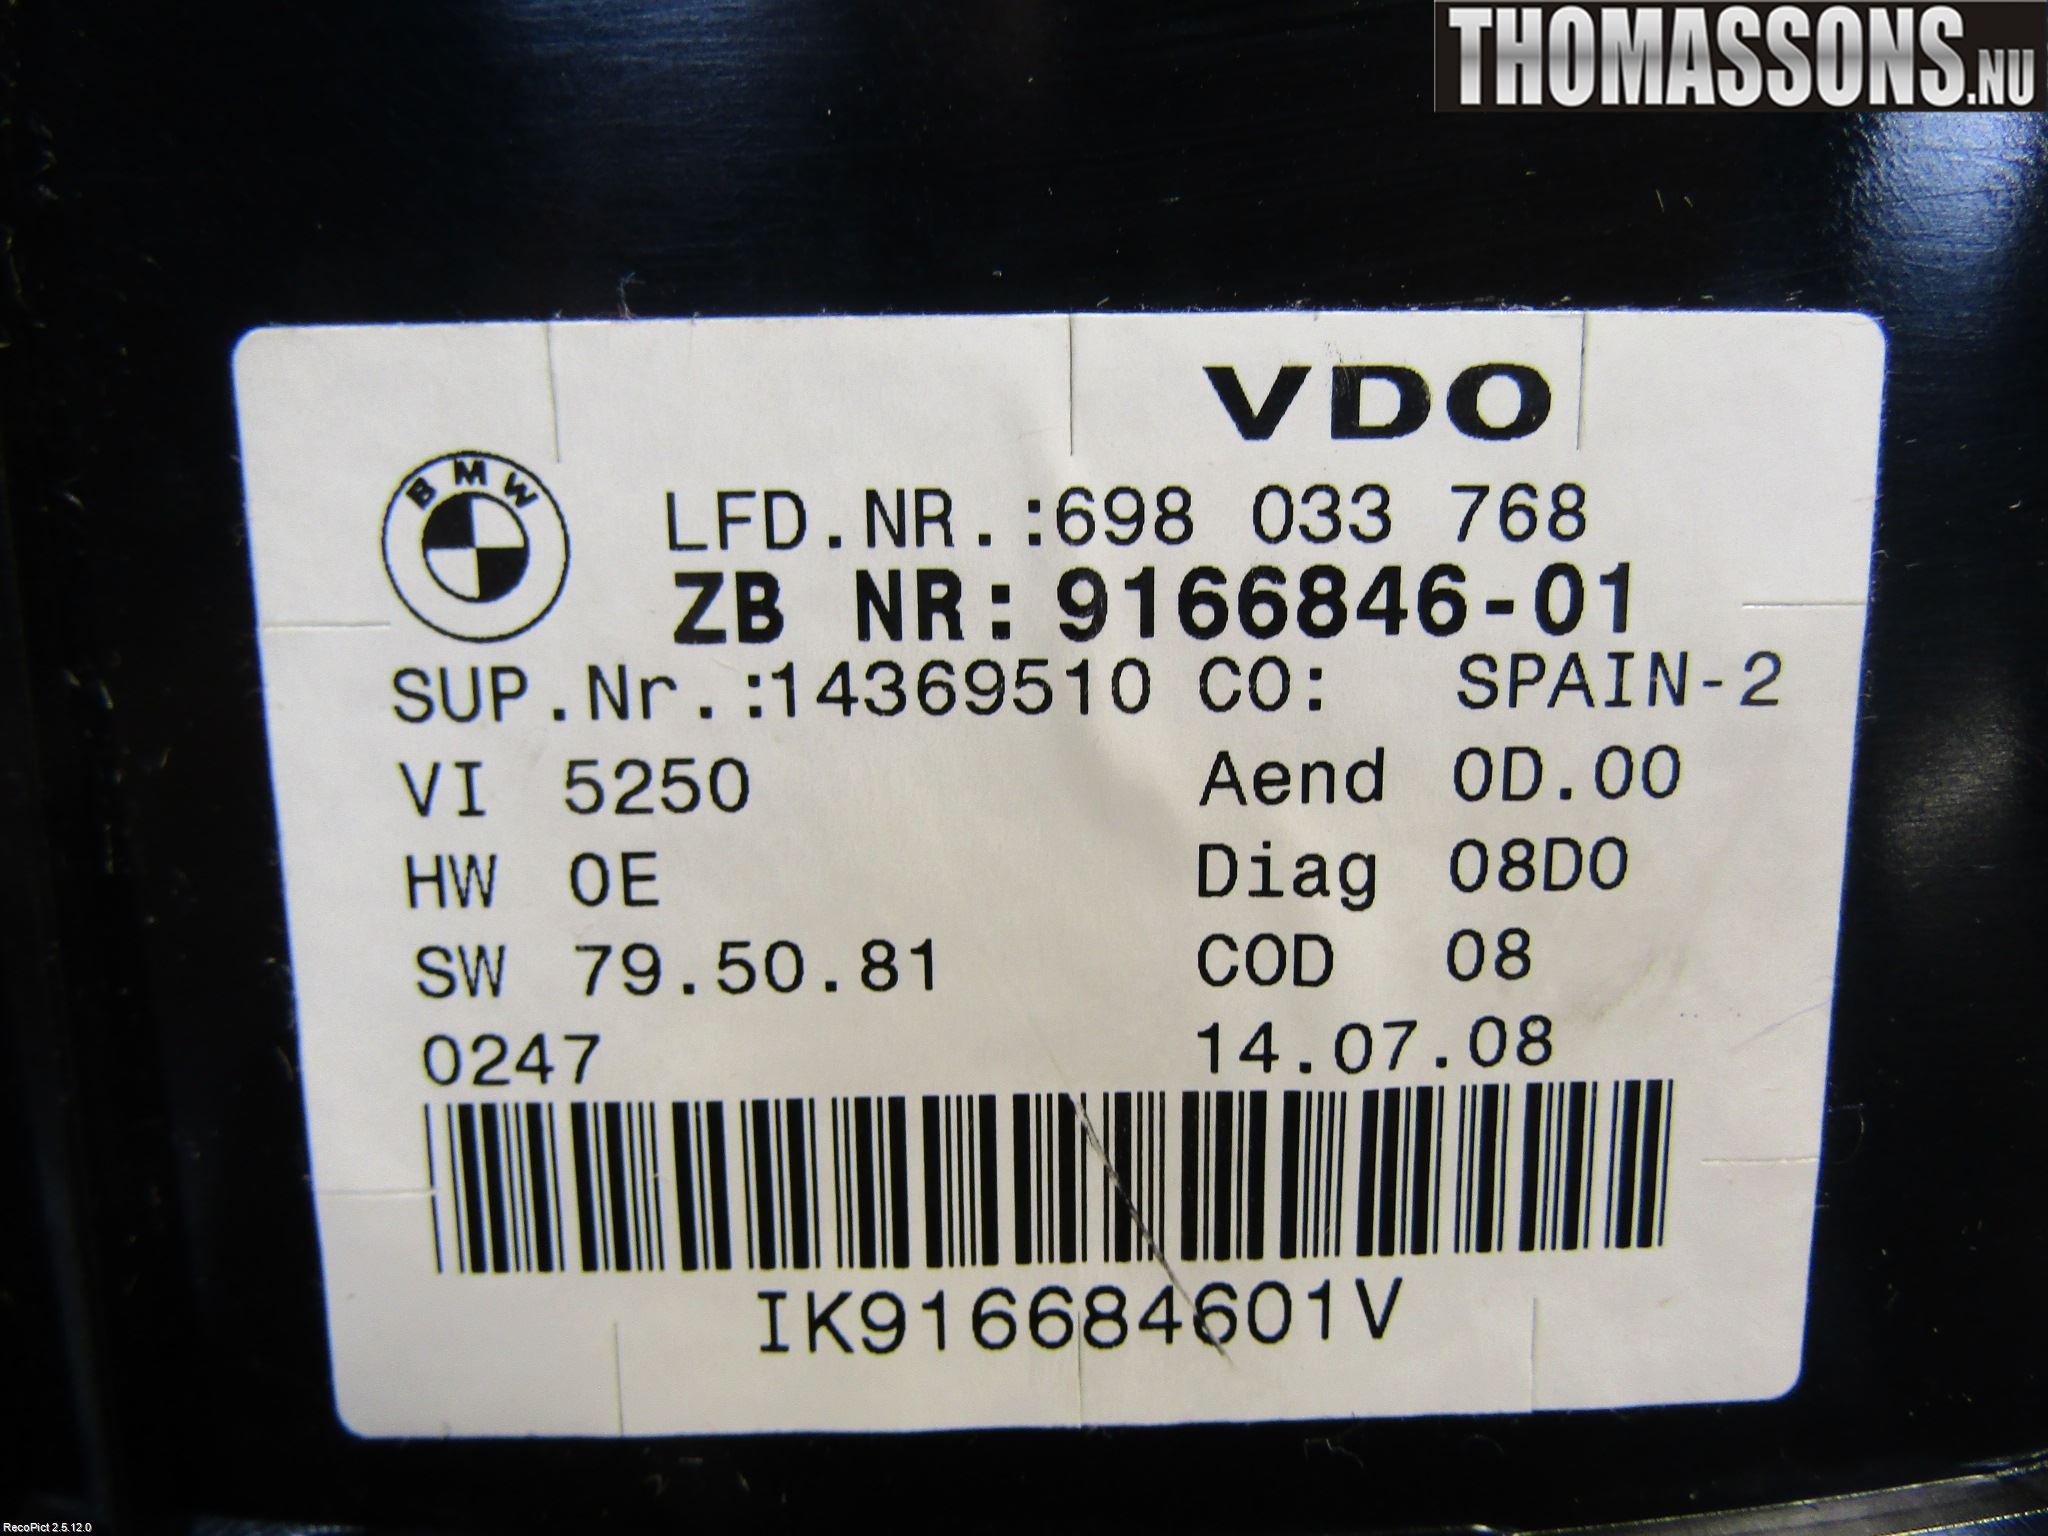 THOMASSONS.NU
VDO
BMW
LFD.NR.:698 033 768
ZB NR: 9166846-01
SUP.Nr.:14369510 CO: SPAIN-2
VI 5250 Aend 0D.00
HW 0E Diag 08D0
SW 79.50.81 COD 08
0247 14.07.08
IK916684601V
RecoPict 2.5.12.0